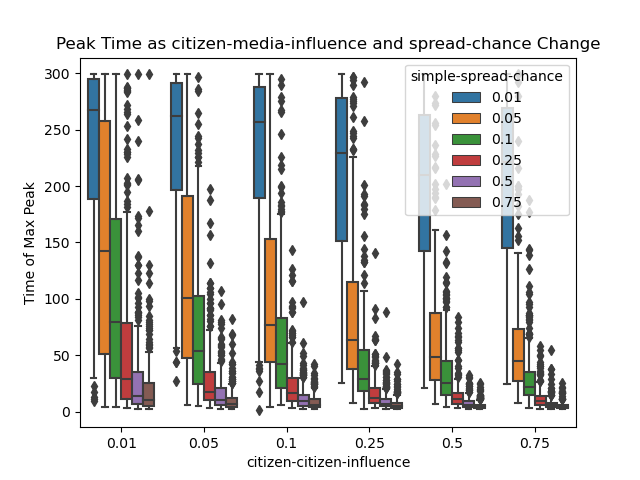 Peak Time as citizen-media-influence and spread-chance Change
Time of Max Peak
300
250
200
150
100
50
0
simple-spread-chance
0.01
0.05
0.1
0.25
0.5
0.75
0.01 0.05 0.1 0.25 0.5 0.75
citizen-citizen-influence